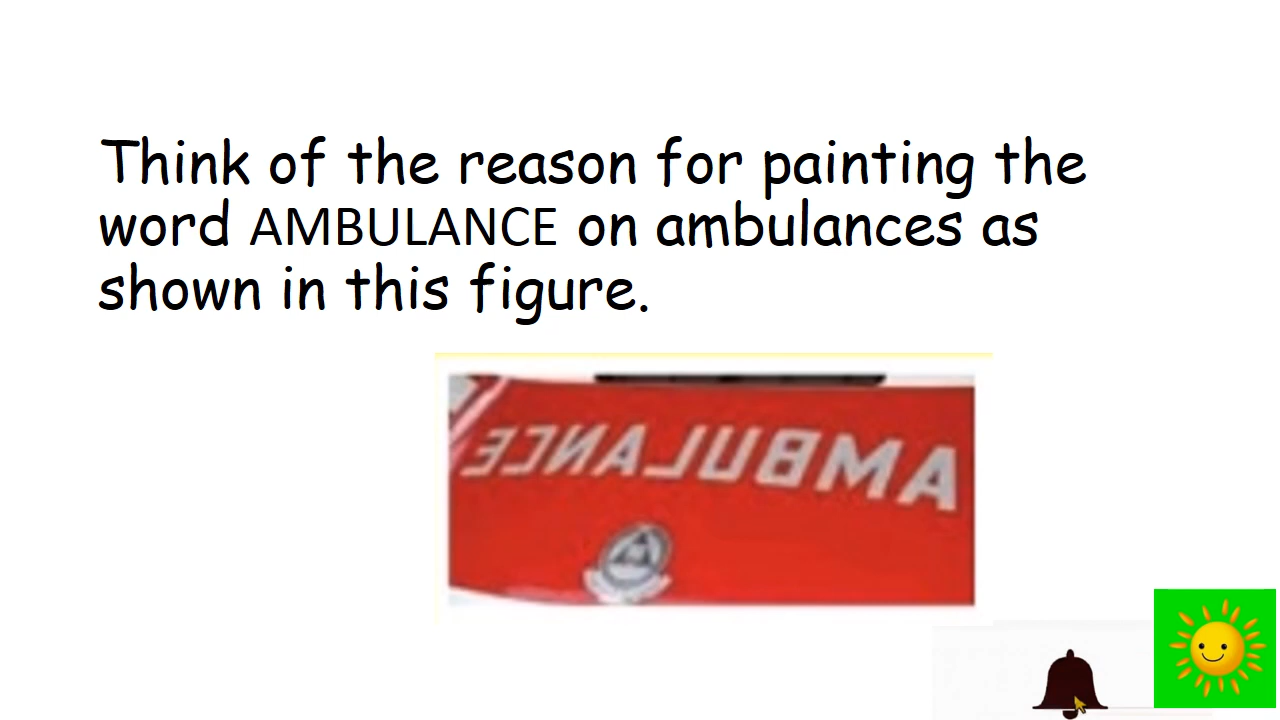 Think of the reason for painting the
word AMBULANCE on ambulances as
shown in this figure.
AMBULANCE